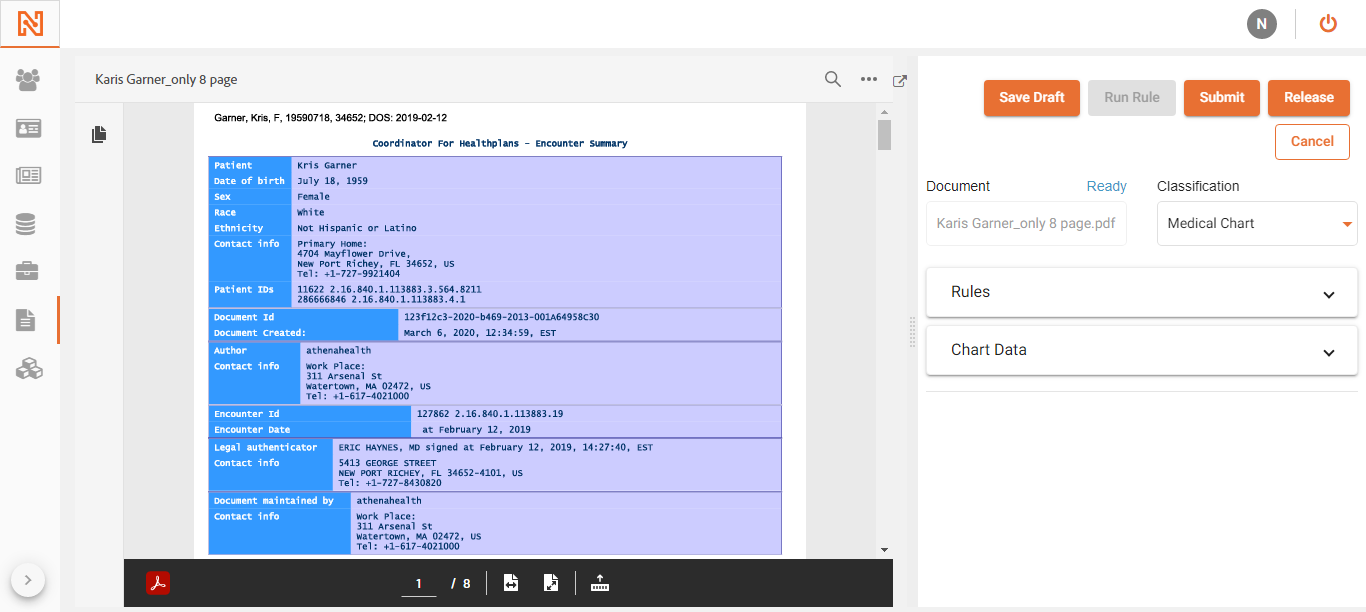 N
N
Karis Garner_only 8 page
Garner, Kris, F, 19590718, 34652; DOS: 2019-02-12
Coordinator For Healthplans - Encounter Summary
Patient Kris Garner
Date of birth July 18, 1959
Sex Female
Race White
Ethnicity Not Hispanic or Latino
Contact info Primary Home:
4704 Mayflower Drive,
New Port Richey, FL 34652, US
Tel: +1-727-9921404
Patient IDs 11622 2.16.840.1.113883.3.564.8211
286666846 2.16.840.1.113883.4.1
Document Id 123f12c3-2020-b469-2013-001A64958C30
Document Created: March 6, 2020, 12:34:59, EST
Author athenahealth
Contact info Work Place:
311 Arsenal St
Watertown, MA 02472, US
Tel: +1-617-4021000
Encounter Id 127862 2.16.840.1.113883.19
Encounter Date at February 12, 2019
Legal authenticator ERIC HAYNES, MD signed at February 12, 2019, 14:27:40, EST
Contact info 5413 GEORGE STREET
NEW PORT RICHEY, FL 34652-4101, US
Tel: +1-727-8430820
Document maintained by athenahealth
Contact info Work Place:
311 Arsenal St
Watertown, MA 02472, US
Tel: +1-617-4021000
1 / 8
Save Draft Run Rule Submit Release
Cancel
Document Ready Classification
Karis Garner_only 8 page.pdf Medical Chart
Rules
Chart Data